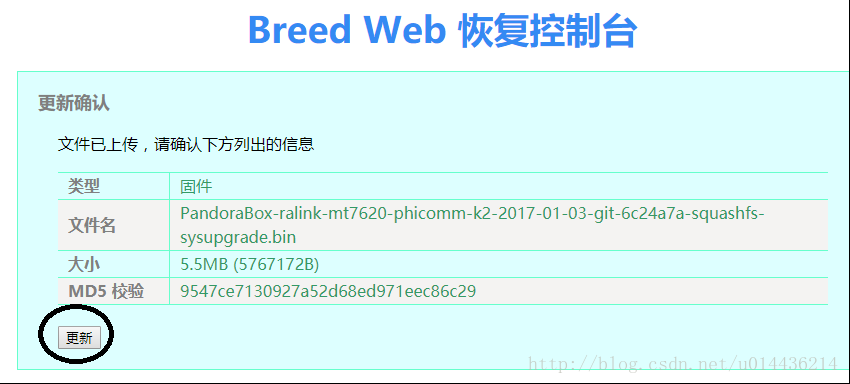 Breed Web 恢复控制台
更新确认
文件已上传，请确认下方列出的信息
类型 固件
文件名 PandoraBox-ralink-mt7620-phicomm-k2-2017-01-03-git-6c24a7a-squashfs-
sysupgrade.bin
大小 5.5MB (5767172B)
MD5 校验 9547ce7130927a52d68ed971eec86c29
更新
http://blog.csdn.net/u014436214